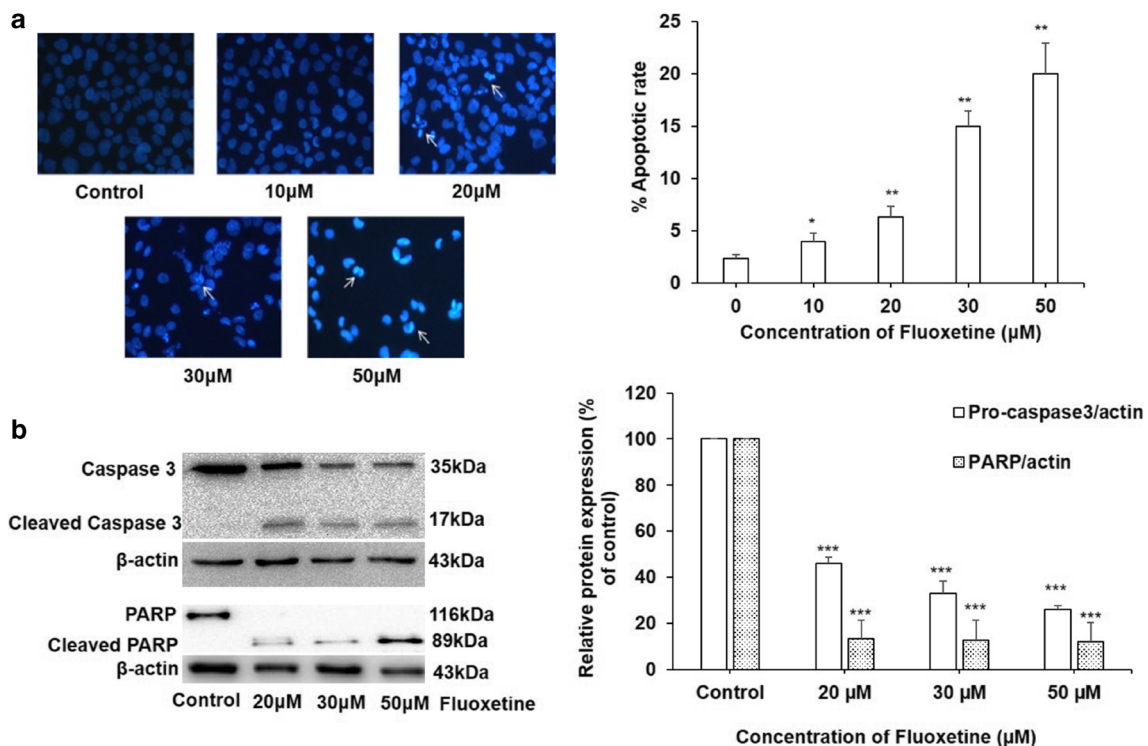 a
Control
10µM
20µM
30µM
50µM
25
20
15
10
5
0
% Apoptotic rate
*
**
**
**
0 10 20 30 50
Concentration of Fluoxetine (µM)
b
Caspase 3 35kDa
Cleaved Caspase 3 17kDa
β-actin 43kDa
PARP 116kDa
Cleaved PARP 89kDa
β-actin 43kDa
Control 20µM 30µM 50µM Fluoxetine
120
100
80
60
40
20
0
Relative protein expression (%
of control)
Pro-caspase3/actin
PARP/actin
***
***
***
***
***
***
Control 20 µM 30 µM 50 µM
Concentration of Fluoxetine (µM)